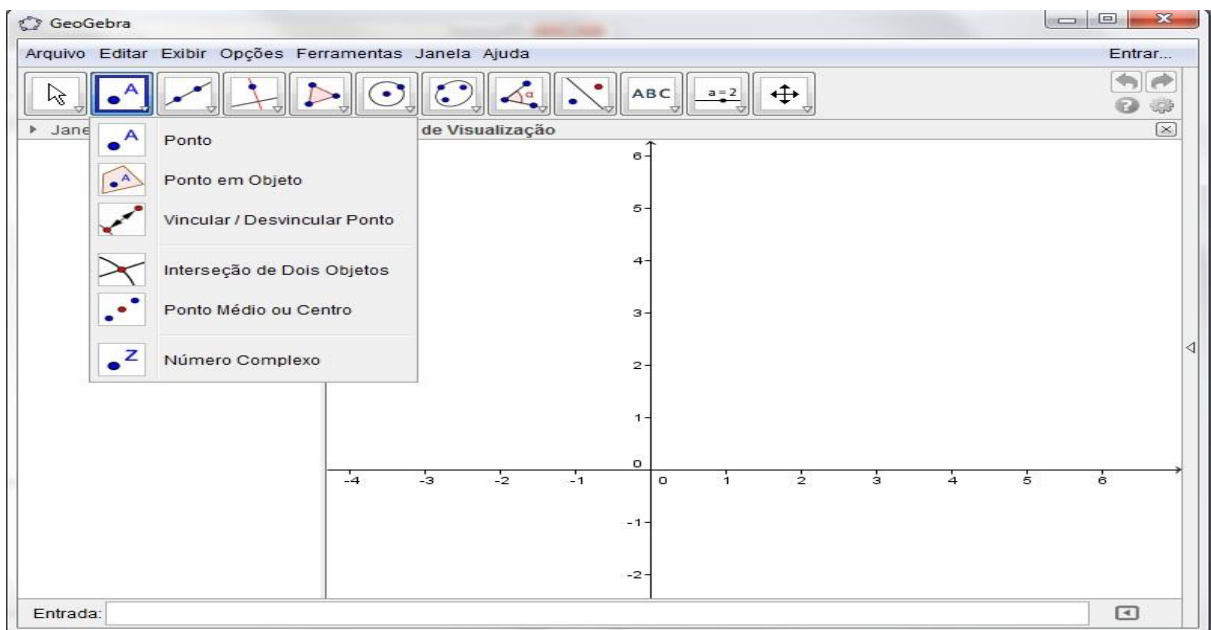 GeoGebra
Arquivo Editar Exibir Opções Ferramentas Janela Ajuda Entrar...
A
α
ABC
a=2
Jane de Visualização
A Ponto
A Ponto em Objeto
Vincular / Desvincular Ponto
Interseção de Dois Objetos
Ponto Médio ou Centro
Z Número Complexo
6
5
4
3
2
1
0
-4 -3 -2 -1 0 1 2 3 4 5 6
-1
-2
Entrada: